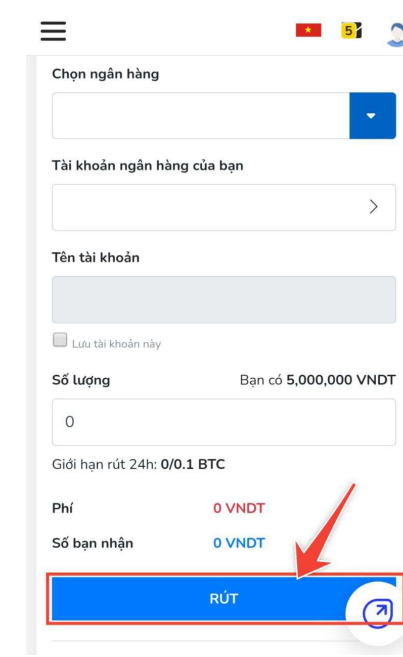 5
Chọn ngân hàng
Tài khoản ngân hàng của bạn
Tên tài khoản
Lưu tài khoản này
Số lượng Bạn có 5,000,000 VNDT
0
Giới hạn rút 24h: 0/0.1 BTC
Phí 0 VNDT
Số bạn nhận 0 VNDT
RÚT